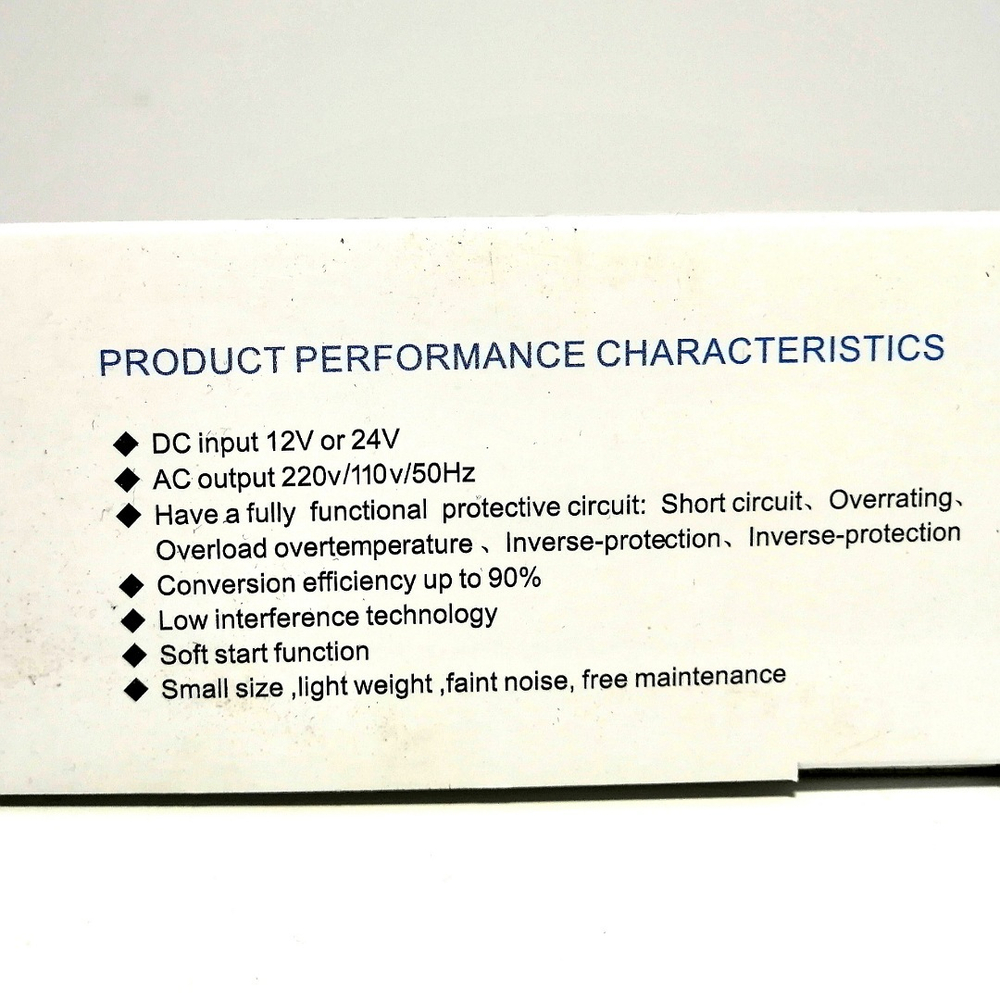 PRODUCT PERFORMANCE CHARACTERISTICS
◆ DC input 12V or 24V
◆ AC output 220v/110v/50Hz
◆ Have a fully functional protective circuit: Short circuit、Overrating、
Overload overtemperature 、Inverse-protection、Inverse-protection
◆ Conversion efficiency up to 90%
◆ Low interference technology
◆ Soft start function
◆ Small size ,light weight ,faint noise, free maintenance